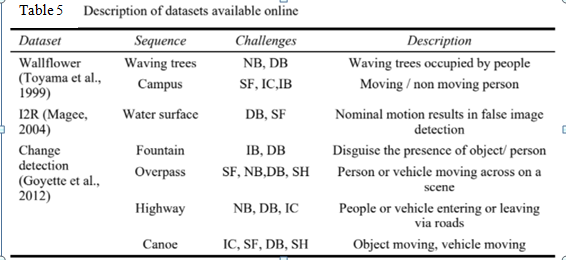 Table 5 Description of datasets available online
Dataset Sequence Challenges Description
Wallflower Waving trees NB, DB Waving trees occupied by people
(Toyama et al., Campus SF, IC,IB Moving / non moving person
1999)
I2R (Magee, Water surface DB, SF Nominal motion results in false image
2004) detection
Change Fountain IB, DB Disguise the presence of object/ person
detection Overpass SF, NB,DB, SH Person or vehicle moving across on a
(Goyette et al., scene
2012)
Highway NB, DB, IC People or vehicle entering or leaving
via roads
Canoe IC, SF, DB, SH Object moving, vehicle moving